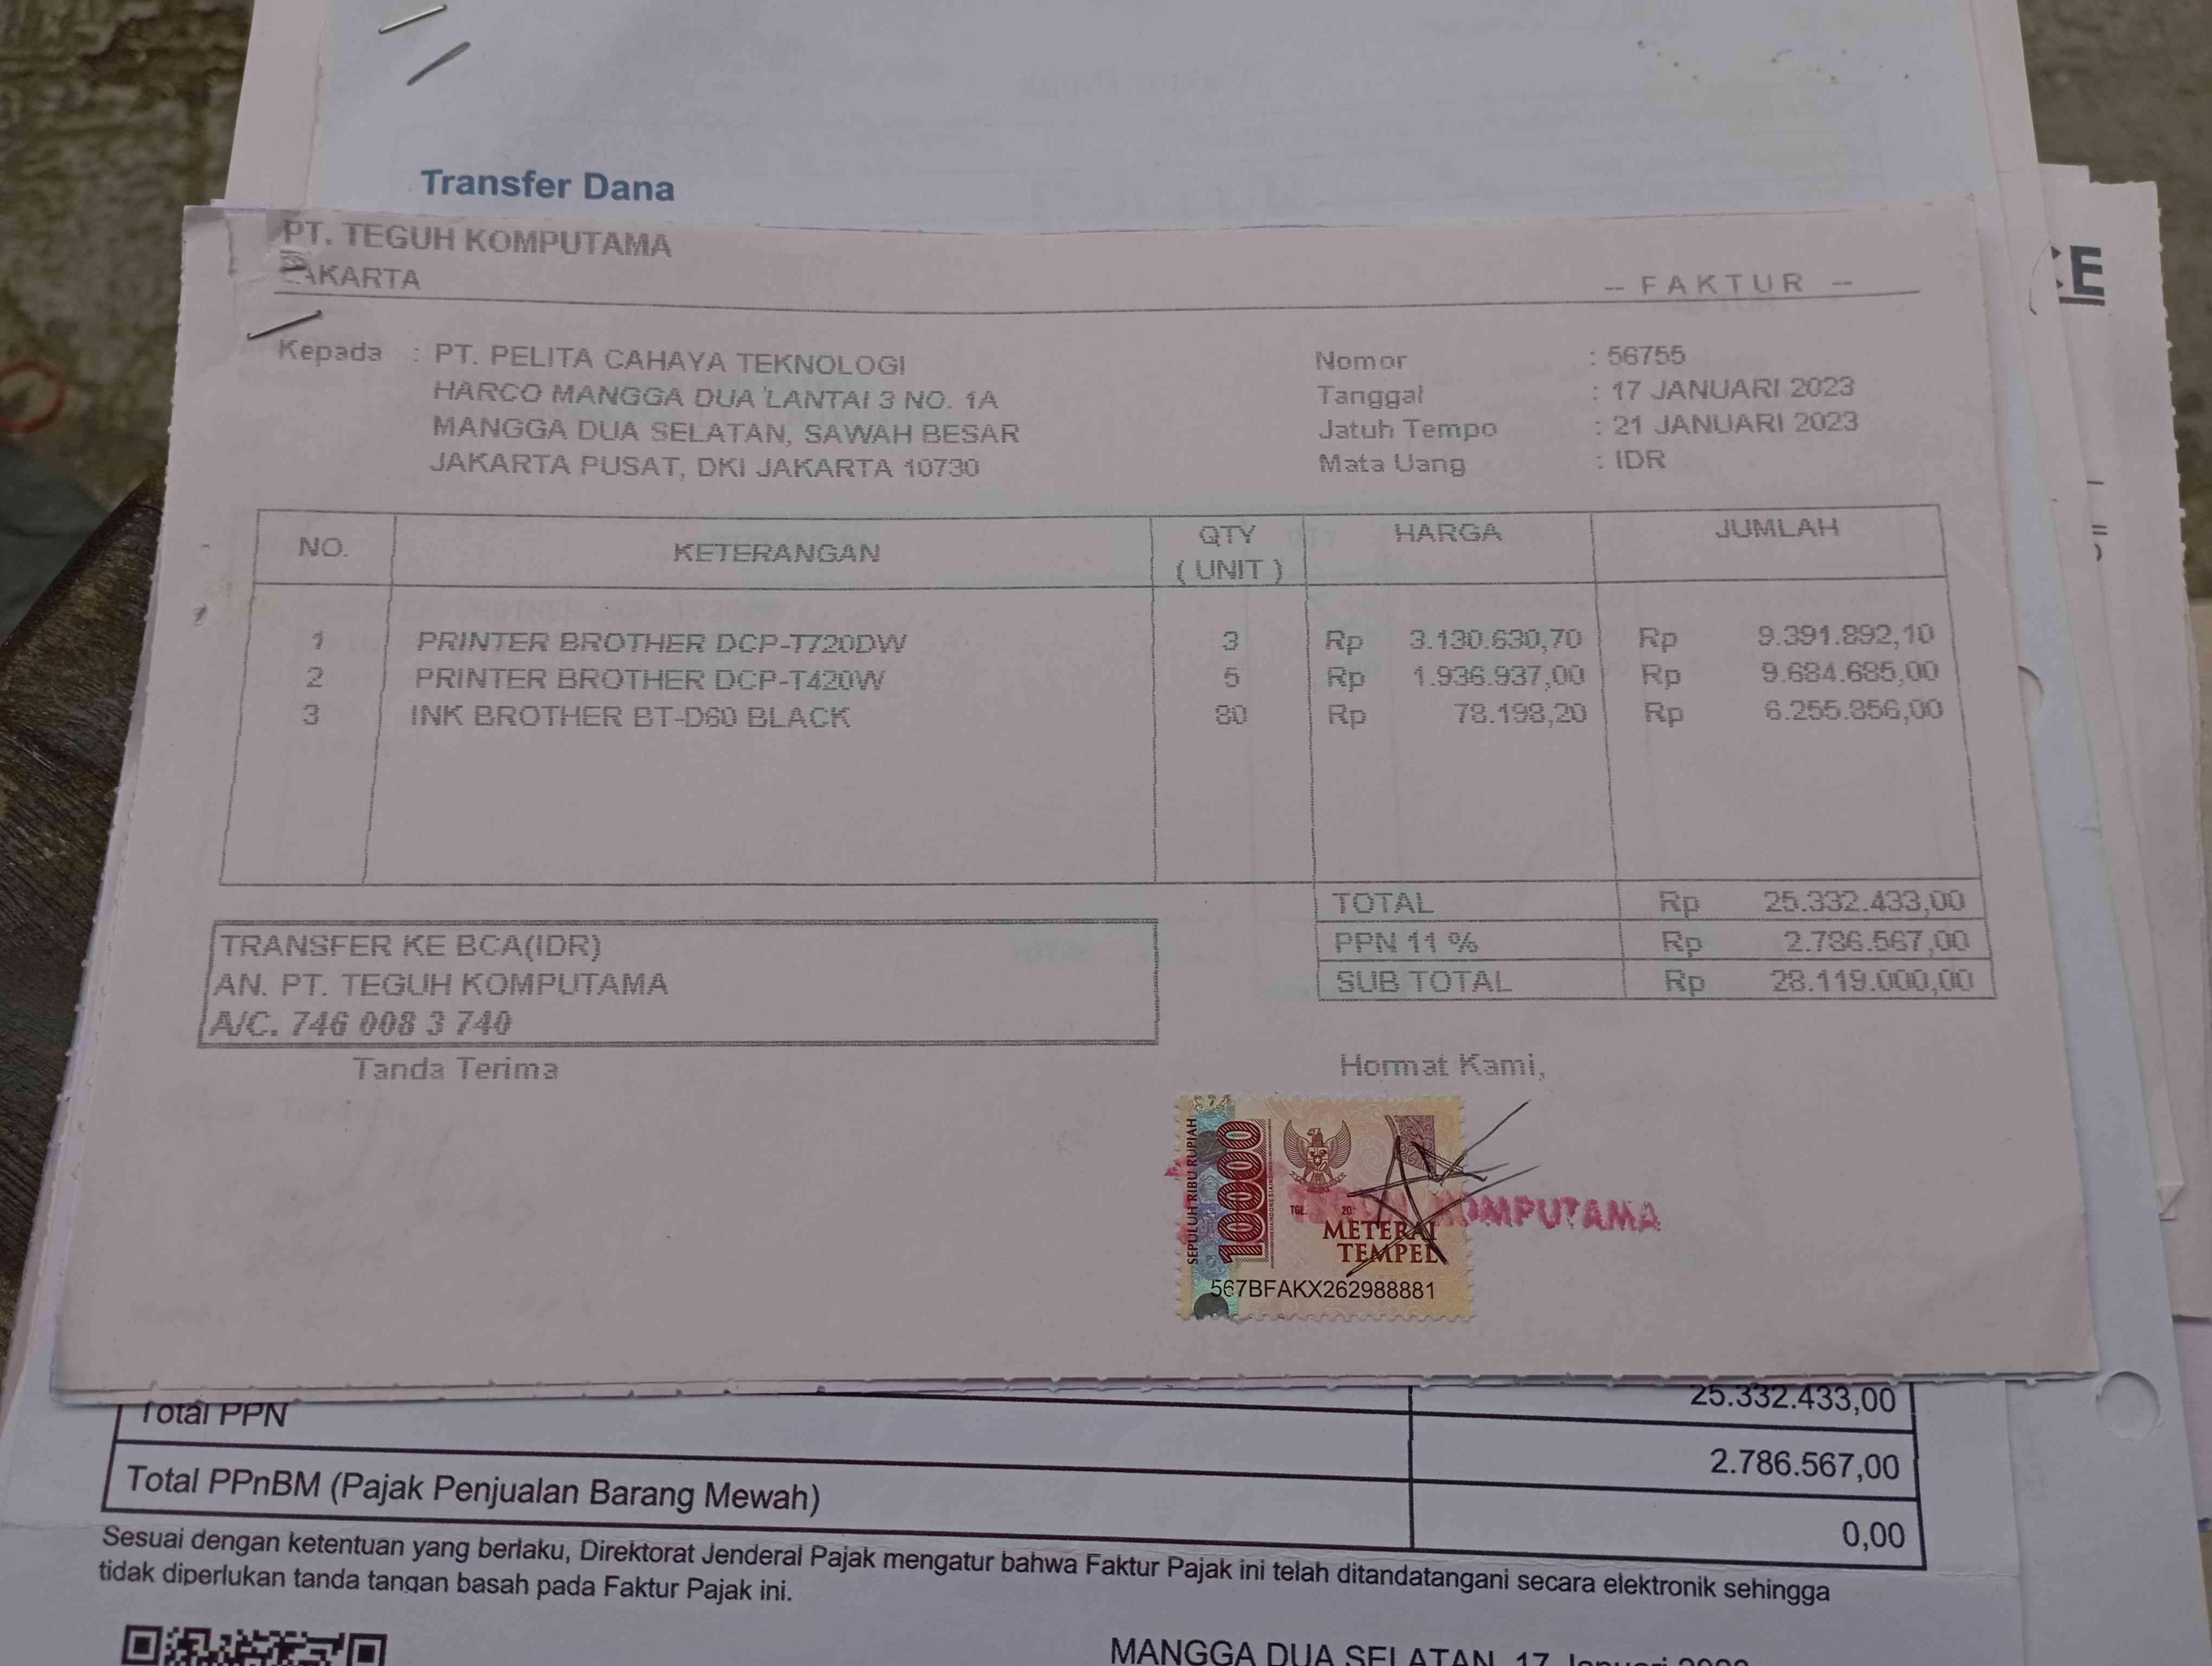 Transfer Dana
PT. TEGUH KOMPUTAMA
JAKARTA
-- FAKTUR --
CE
Kepada : PT. PELITA CAHAYA TEKNOLOGI
HARCO MANGGA DUA LANTAI 3 NO. 1A
MANGGA DUA SELATAN, SAWAH BESAR
JAKARTA PUSAT, DKI JAKARTA 10730
Nomor : 56755
Tanggal : 17 JANUARI 2023
Jatuh Tempo : 21 JANUARI 2023
Mata Uang : IDR
NO. KETERANGAN QTY ( UNIT ) HARGA JUMLAH
1 PRINTER BROTHER DCP-T720DW 3 Rp 3.130.630,70 Rp 9.391.892,10
2 PRINTER BROTHER DCP-T420W 5 Rp 1.936.937,00 Rp 9.684.685,00
3 INK BROTHER BT-D60 BLACK 80 Rp 78.198,20 Rp 6.255.856,00
TOTAL Rp 25.332.433,00
PPN 11 % Rp 2.786.567,00
SUB TOTAL Rp 28.119.000,00
TRANSFER KE BCA(IDR)
AN. PT. TEGUH KOMPUTAMA
A/C. 746 008 3 740
Tanda Terima
Hormat Kami,
SEPULUH RIBU RUPIAH
10000
TGL. 20
KOMPUTAMA
METERAI
TEMPEL
567BFAKX262988881
25.332.433,00
Total PPN 2.786.567,00
Total PPnBM (Pajak Penjualan Barang Mewah) 0,00
Sesuai dengan ketentuan yang berlaku, Direktorat Jenderal Pajak mengatur bahwa Faktur Pajak ini telah ditandatangani secara elektronik sehingga
tidak diperlukan tanda tangan basah pada Faktur Pajak ini.
MANGGA DUA SELATAN, 17 Januari